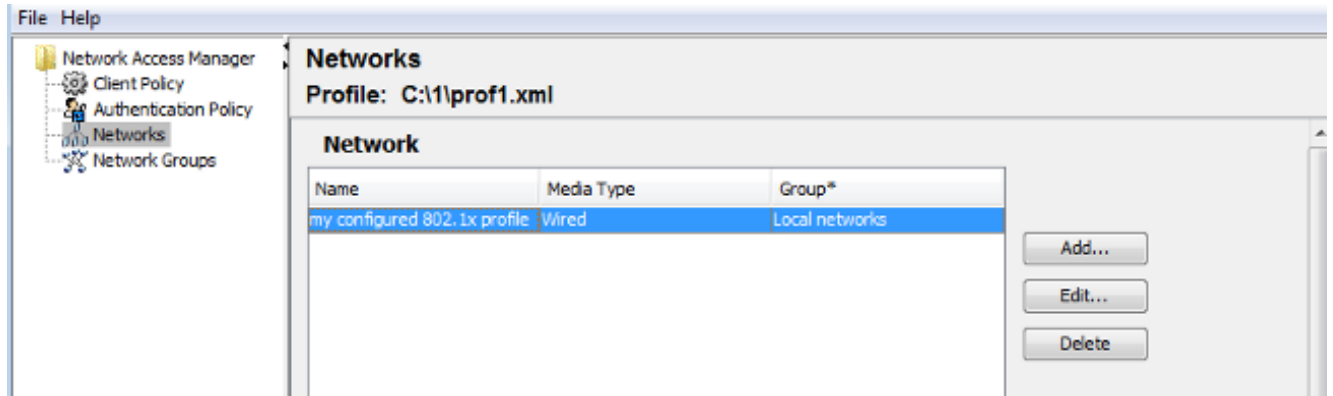 File Help
Network Access Manager
Client Policy
Authentication Policy
Networks
Network Groups
Networks
Profile: C:\1\prof1.xml
Network
Name Media Type Group*
my configured 802.1x profile Wired Local networks
Add...
Edit...
Delete